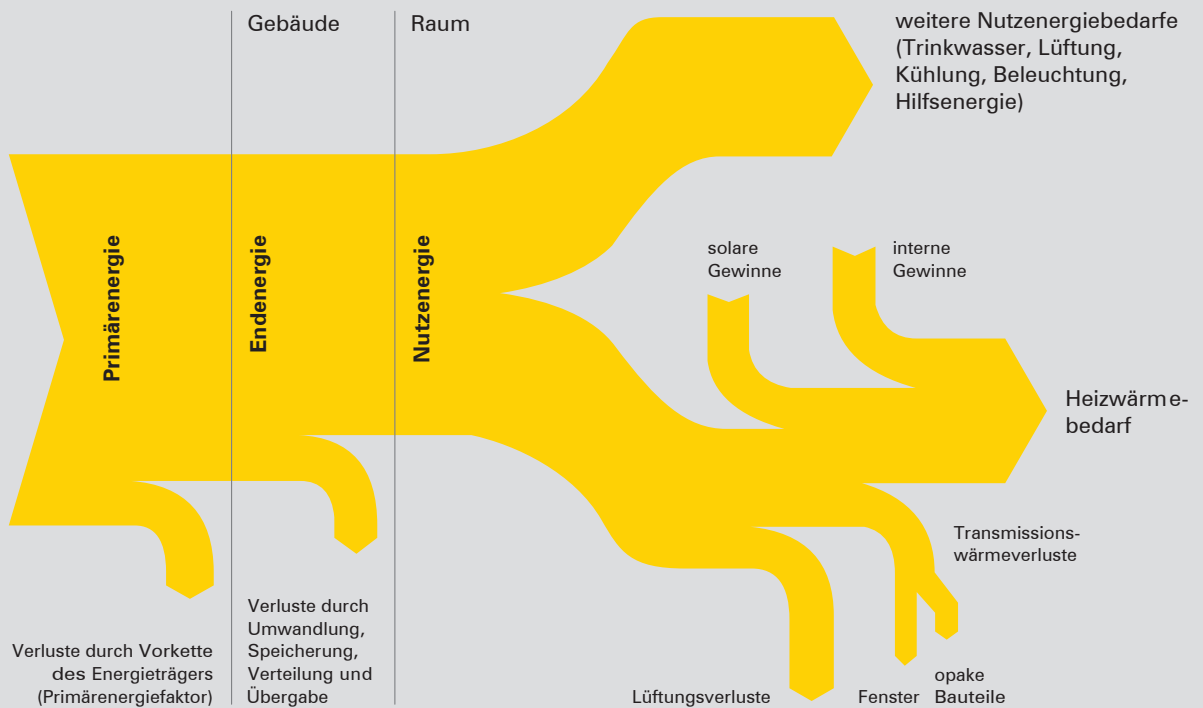 Gebäude
Raum
weitere Nutzenergiebedarfe
(Trinkwasser, Lüftung,
Kühlung, Beleuchtung,
Hilfsenergie)
Primärenergie
Endenergie
Nutzenergie
solare
Gewinne
interne
Gewinne
Heizwärme-
bedarf
Transmissions-
wärmeverluste
Verluste durch Vorkette
des Energieträgers
(Primärenergiefaktor)
Verluste durch
Umwandlung,
Speicherung,
Verteilung und
Übergabe
Lüftungsverluste
Fenster
opake
Bauteile